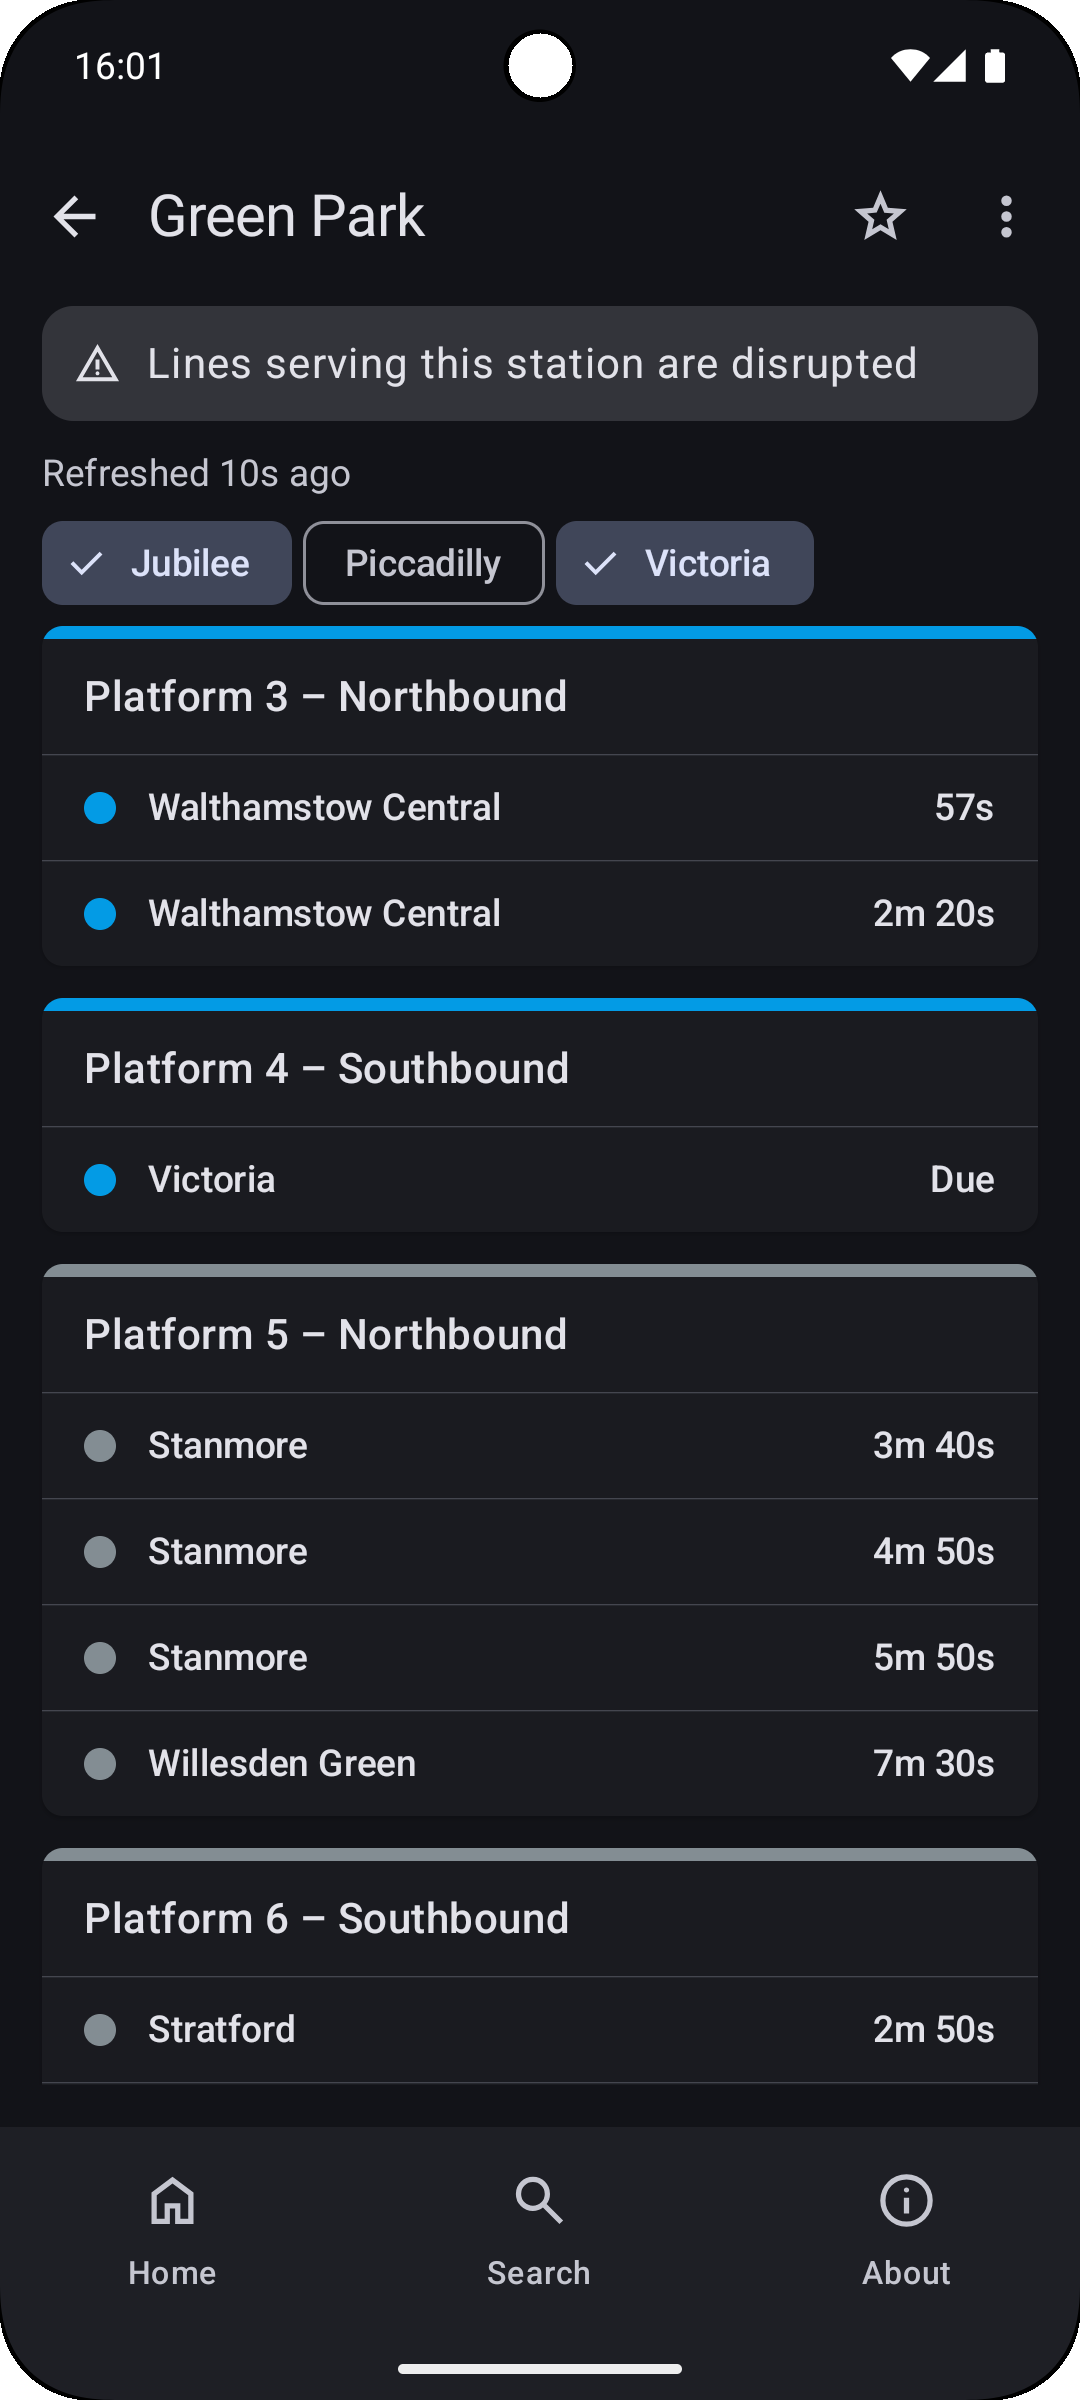 16:01
Green Park
Lines serving this station are disrupted
Refreshed 10s ago
Jubilee Piccadilly Victoria
Platform 3 – Northbound
Walthamstow Central 57s
Walthamstow Central 2m 20s
Platform 4 – Southbound
Victoria Due
Platform 5 – Northbound
Stanmore 3m 40s
Stanmore 4m 50s
Stanmore 5m 50s
Willesden Green 7m 30s
Platform 6 – Southbound
Stratford 2m 50s
Home Search About